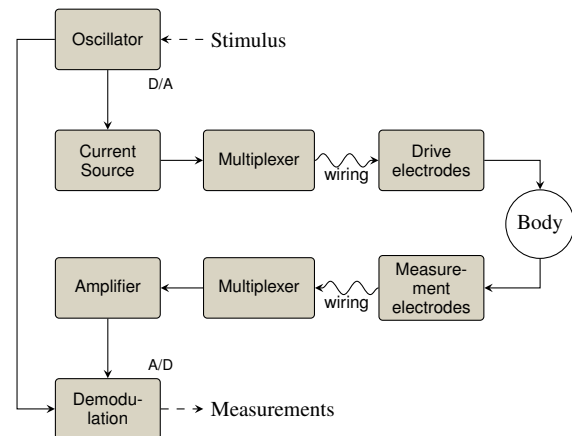 Oscillator
Stimulus
D/A
Current
Source
Multiplexer
wiring
Drive
electrodes
Body
Amplifier
Multiplexer
wiring
Measure-
ment
electrodes
A/D
Demodu-
lation
Measurements